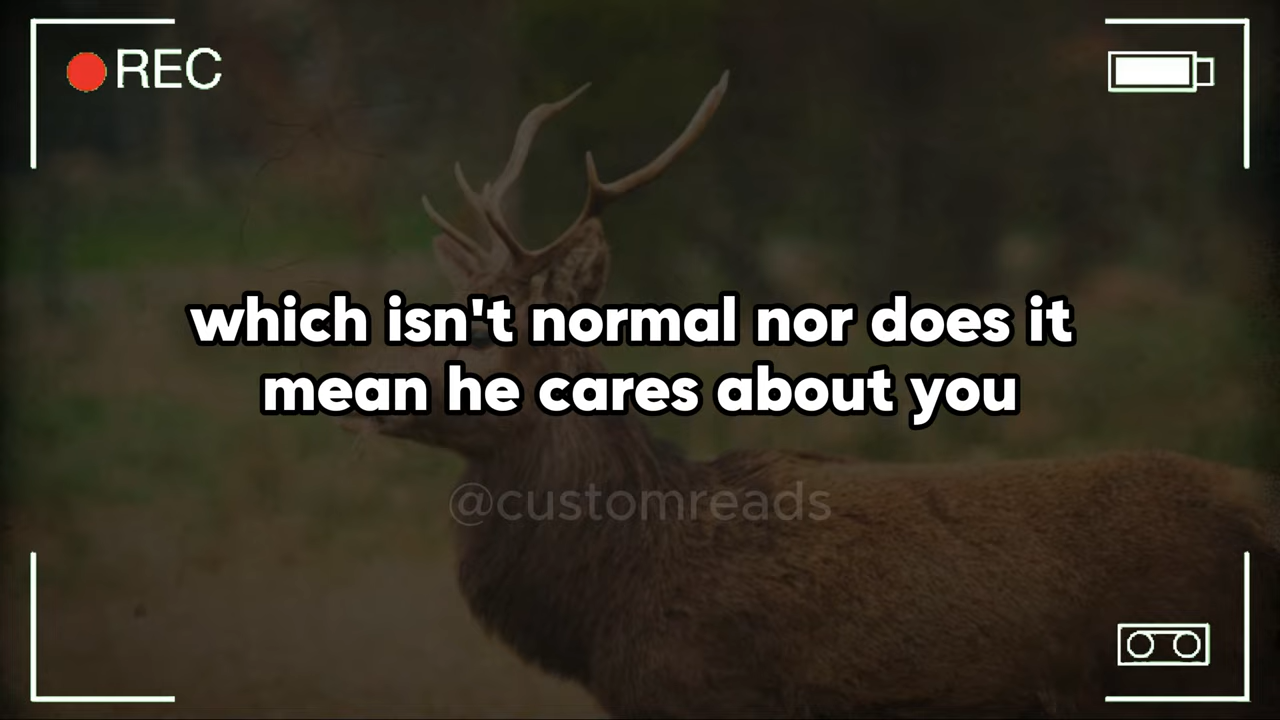 REC
which isn't normal nor does it
mean he cares about you
@customreads